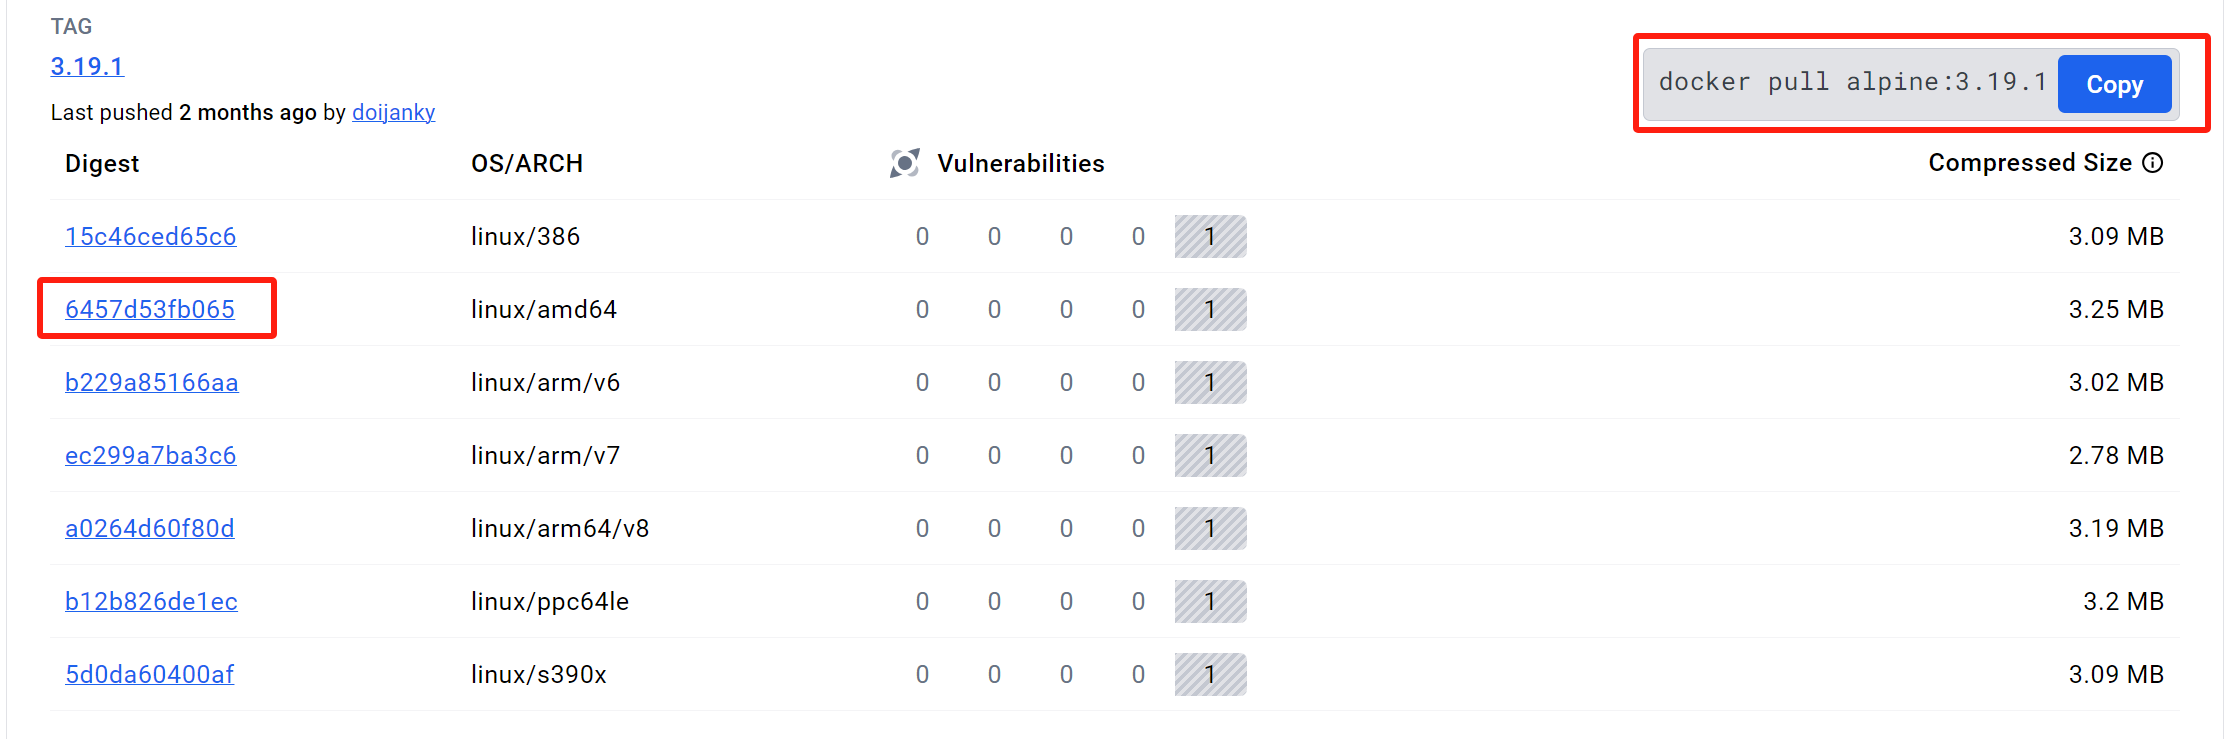 TAG
3.19.1
docker pull alpine:3.19.1 Copy
Last pushed 2 months ago by doijanky
Digest OS/ARCH Vulnerabilities Compressed Size
15c46ced65c6 linux/386 0 0 0 0 1 3.09 MB
6457d53fb065 linux/amd64 0 0 0 0 1 3.25 MB
b229a85166aa linux/arm/v6 0 0 0 0 1 3.02 MB
ec299a7ba3c6 linux/arm/v7 0 0 0 0 1 2.78 MB
a0264d60f80d linux/arm64/v8 0 0 0 0 1 3.19 MB
b12b826de1ec linux/ppc64le 0 0 0 0 1 3.2 MB
5d0da60400af linux/s390x 0 0 0 0 1 3.09 MB